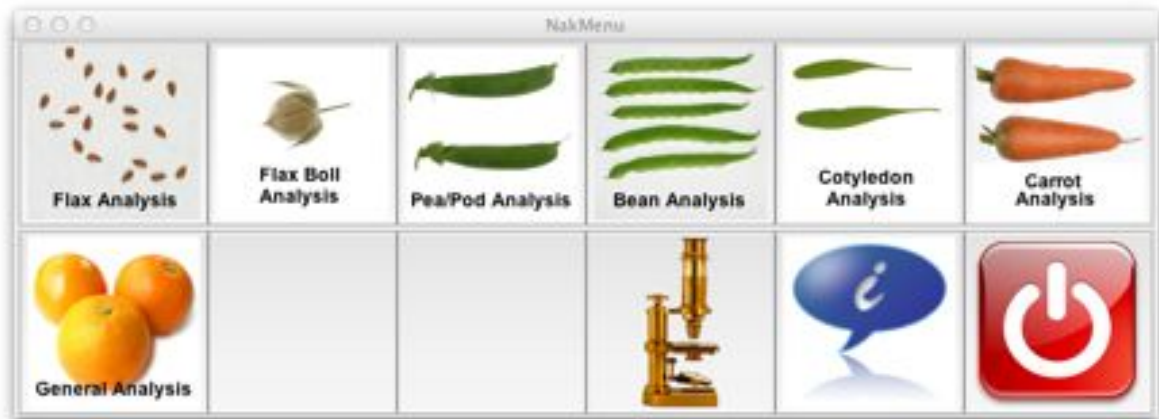 NakMenu
Flax Analysis
Flax Boll
Analysis
Pea/Pod Analysis
Bean Analysis
Cotyledon
Analysis
Carrot
Analysis
General Analysis
i